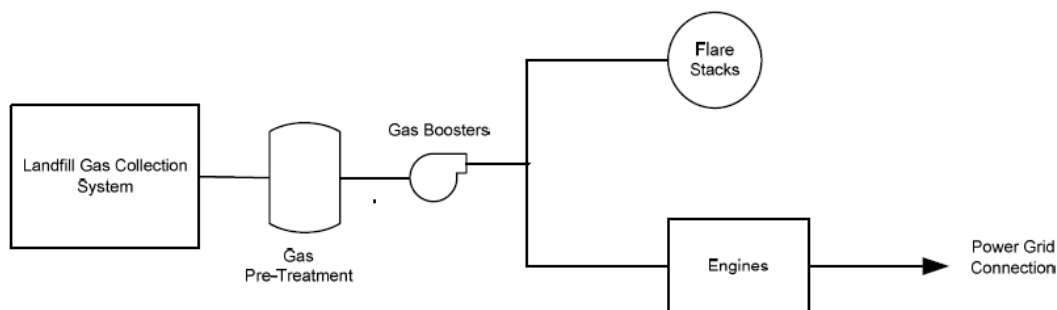 Flare
Stacks
Gas Boosters
Landfill Gas Collection
System
Gas
Pre-Treatment
Engines
Power Grid
Connection